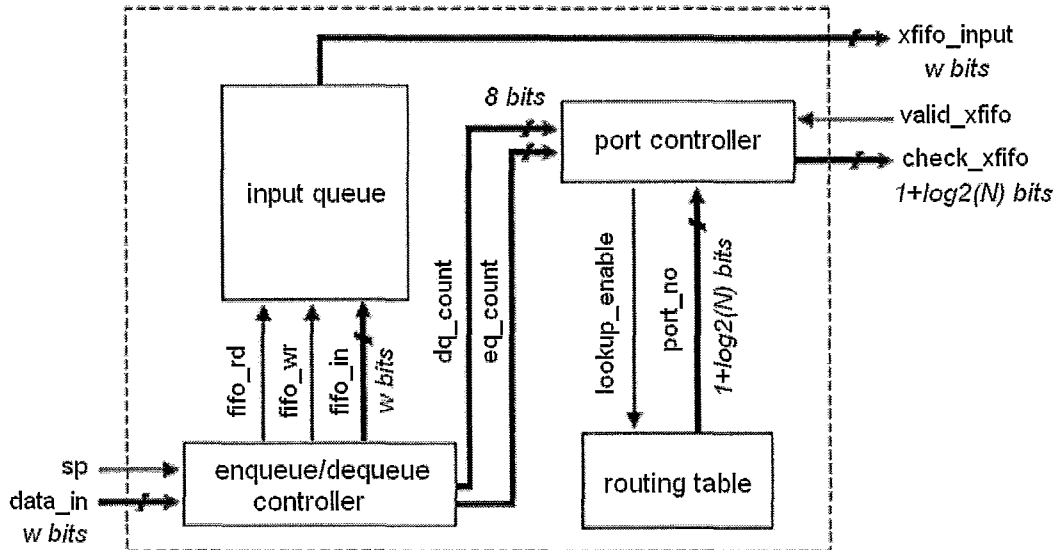 xfifo_input
w bits
8 bits
valid_xfifo
port controller
check_xfifo
1+log2(N) bits
input queue
dq_count
eq_count
lookup_enable
port_no
1+log2(N) bits
fifo_rd
fifo_wr
fifo_in
w bits
sp
enqueue/dequeue
controller
data_in
w bits
routing table